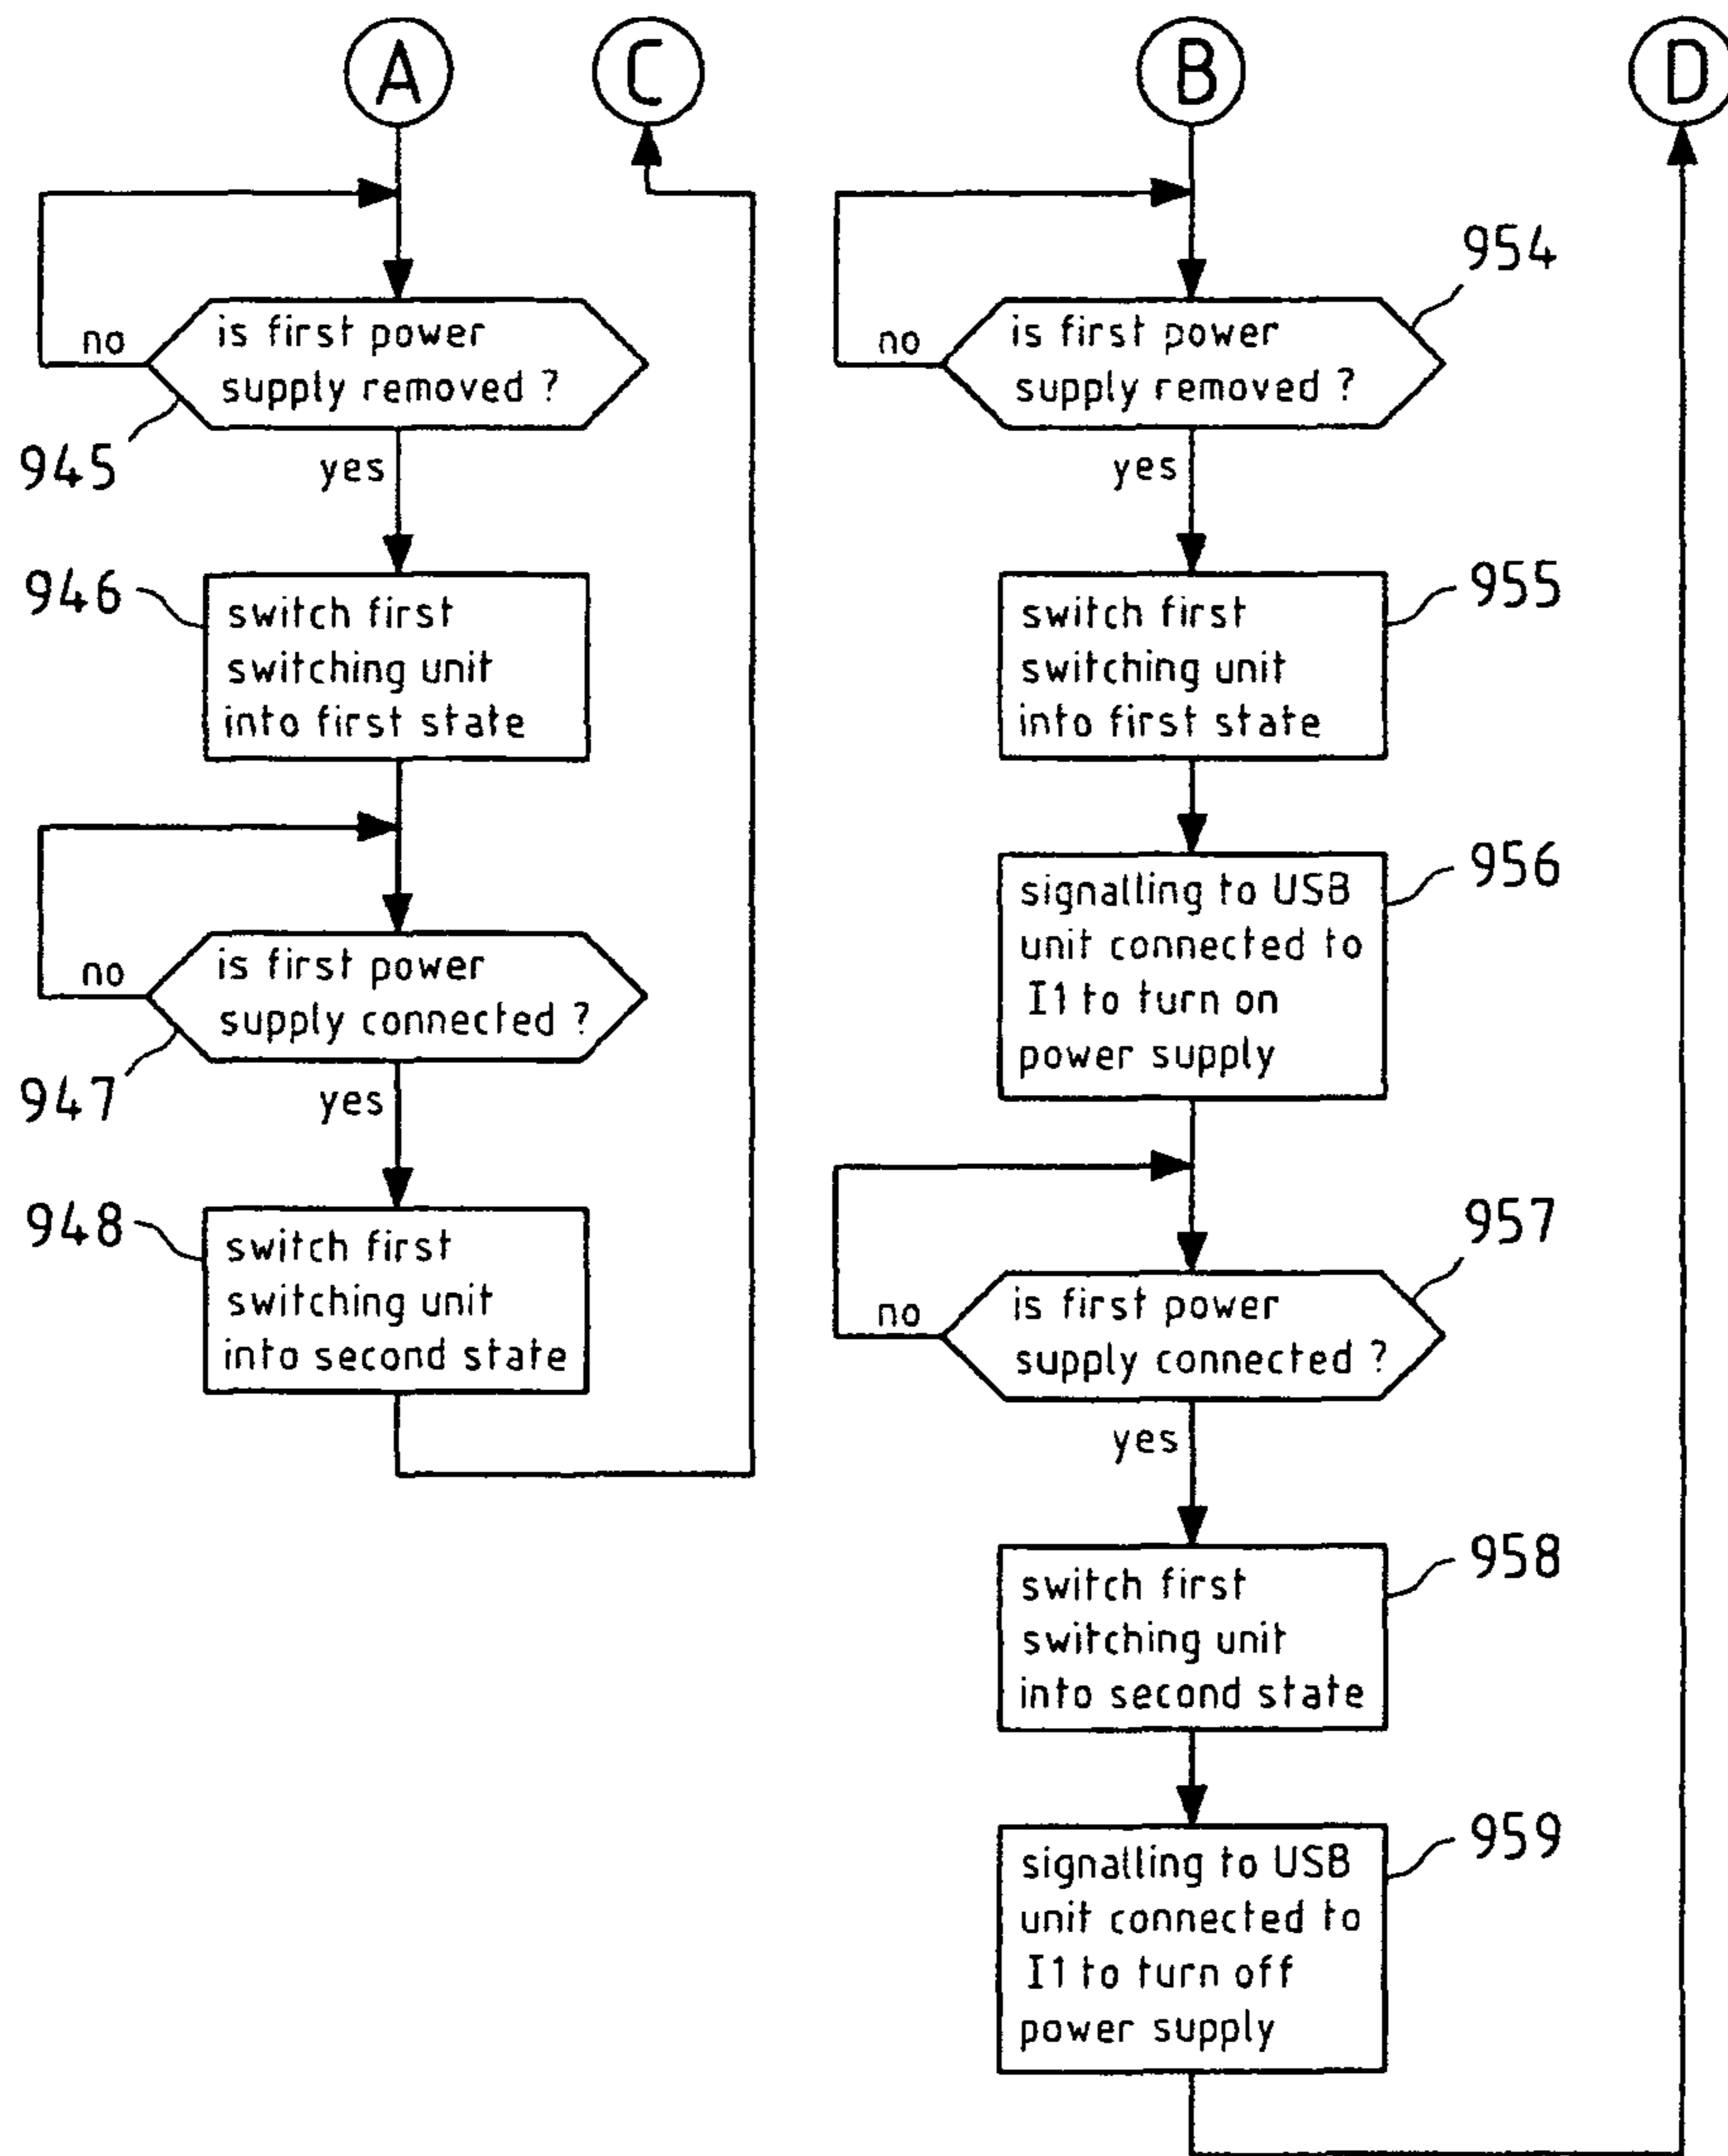 A
C
B
D
no
is first power
supply removed ?
945
yes
946
switch first
switching unit
into first state
no
is first power
supply connected ?
947
yes
948
switch first
switching unit
into second state
954
no
is first power
supply removed ?
yes
955
switch first
switching unit
into first state
956
signalling to USB
unit connected to
I1 to turn on
power supply
957
no
is first power
supply connected ?
yes
958
switch first
switching unit
into second state
959
signalling to USB
unit connected to
I1 to turn off
power supply